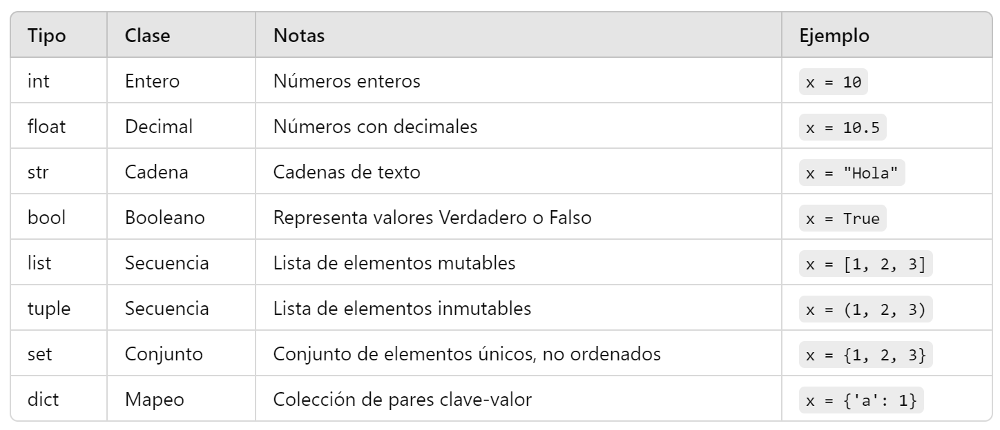 Tipo Clase Notas Ejemplo
int Entero Números enteros x = 10
float Decimal Números con decimales x = 10.5
str Cadena Cadenas de texto x = "Hola"
bool Booleano Representa valores Verdadero o Falso x = True
list Secuencia Lista de elementos mutables x = [1, 2, 3]
tuple Secuencia Lista de elementos inmutables x = (1, 2, 3)
set Conjunto Conjunto de elementos únicos, no ordenados x = {1, 2, 3}
dict Mapeo Colección de pares clave-valor x = {'a': 1}